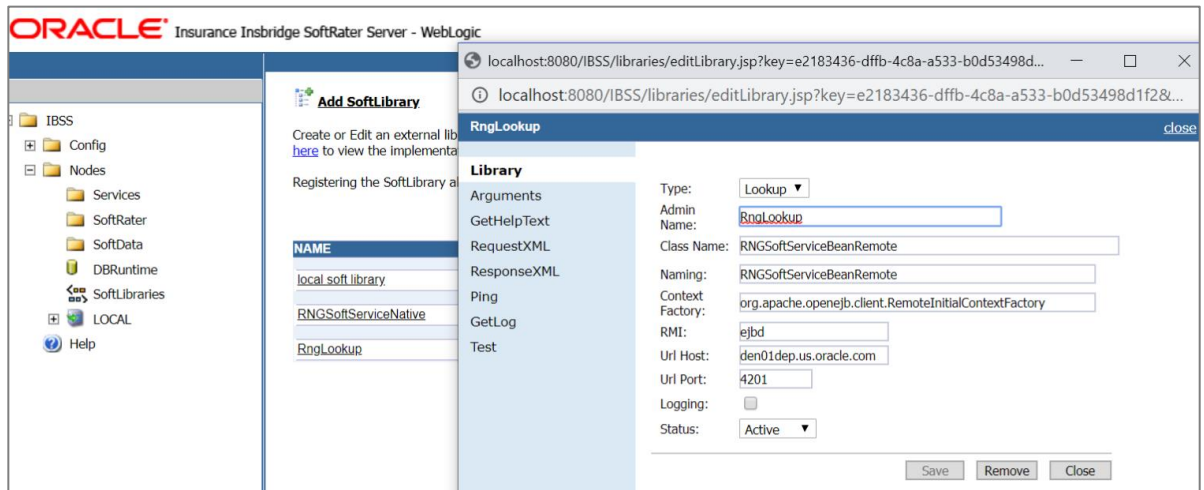 ORACLE® Insurance Insbridge SoftRater Server - WebLogic
localhost:8080/IBSS/libraries/editLibrary.jsp?key=e2183436-dffb-4c8a-a533-b0d53498d...
localhost:8080/IBSS/libraries/editLibrary.jsp?key=e2183436-dffb-4c8a-a533-b0d53498d1f2&...
IBSS
Config
Nodes
Services
SoftRater
SoftData
DBRuntime
SoftLibraries
LOCAL
Help
Add SoftLibrary
Create or Edit an external lib
here to view the implementa
Registering the SoftLibrary al
NAME
local soft library
RNGSoftServiceNative
RngLookup
RngLookup close
Library
Arguments
GetHelpText
RequestXML
ResponseXML
Ping
GetLog
Test
Type: Lookup
Admin Name: RngLookup
Class Name: RNGSoftServiceBeanRemote
Naming: RNGSoftServiceBeanRemote
Context Factory: org.apache.openejb.client.RemoteInitialContextFactory
RMI: ejbd
Url Host: den01dep.us.oracle.com
Url Port: 4201
Logging:
Status: Active
Save Remove Close